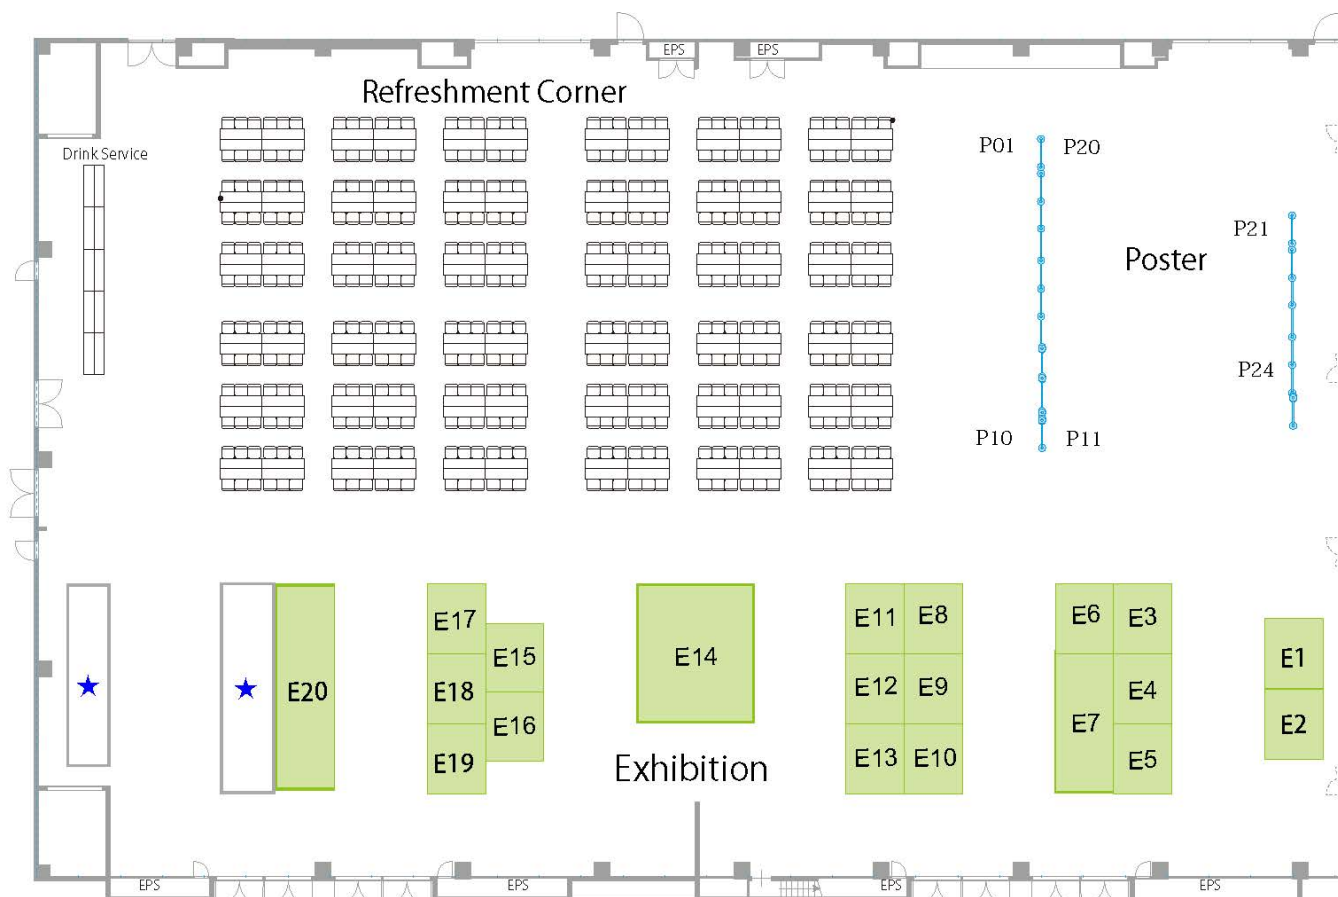 EPS
EPS
Refreshment Corner
Drink Service
P01
P20
P21
Poster
P24
P10
P11
E17
E15
E18
E16
E19
E20
E14
E11
E8
E12
E9
E13
E10
E6
E3
E4
E7
E5
E1
E2
Exhibition
EPS
EPS
EPS
EPS